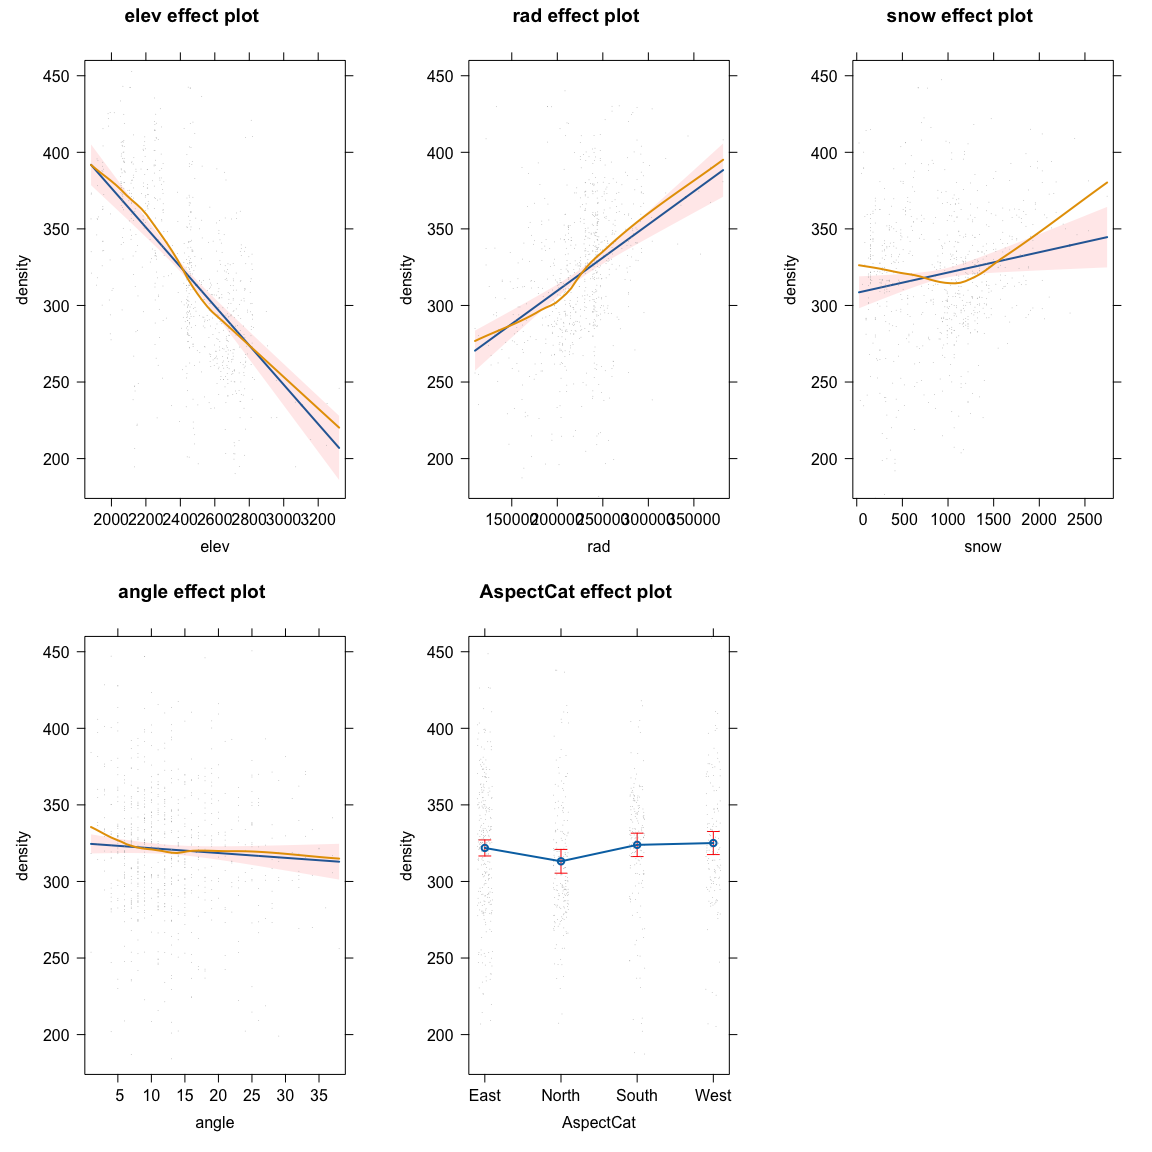 elev effect plot
450
400
350
300
250
200
density
2000 2200 2400 2600 2800 3000 3200
elev
rad effect plot
450
400
350
300
250
200
density
150000 200000 250000 300000 350000
rad
snow effect plot
450
400
350
300
250
200
density
0 500 1000 1500 2000 2500
snow
angle effect plot
450
400
350
300
250
200
density
5 10 15 20 25 30 35
angle
AspectCat effect plot
450
400
350
300
250
200
density
East North South West
AspectCat